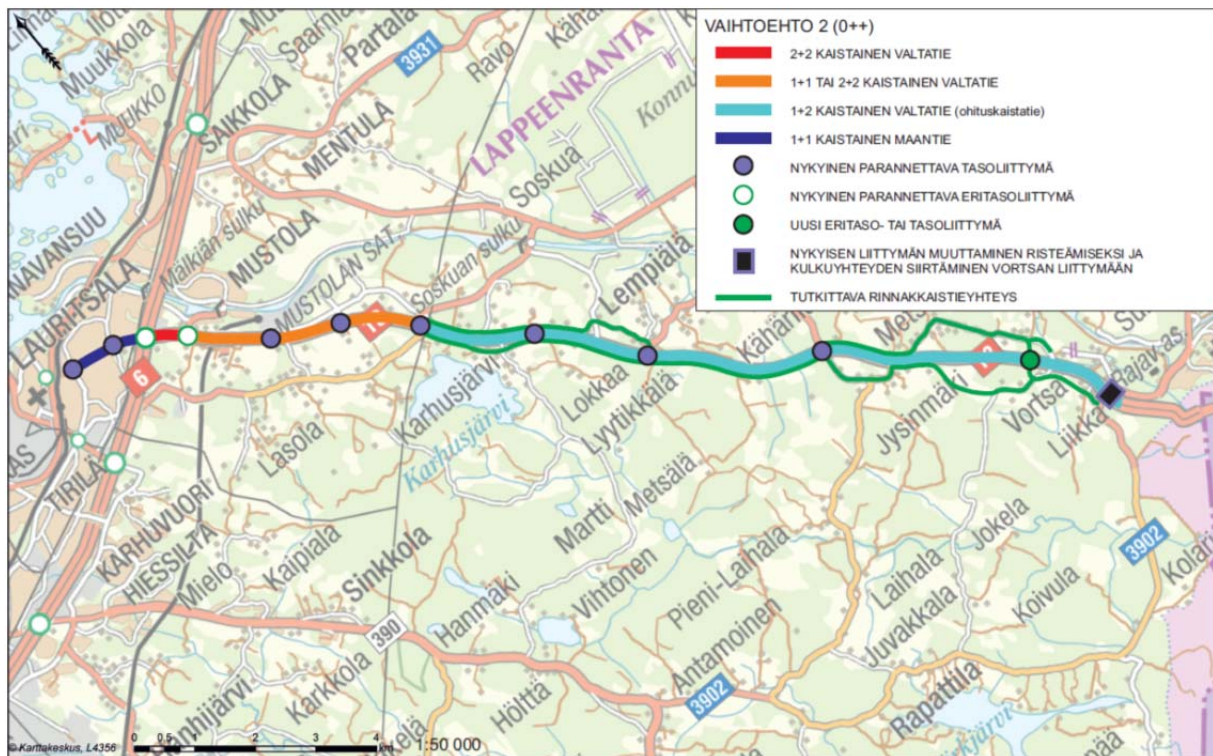 VAIHTOEHTO 2 (0++)
2+2 KAISTAINEN VALTATIE
1+1 TAI 2+2 KAISTAINEN VALTATIE
1+2 KAISTAINEN VALTATIE (ohituskaistatie)
1+1 KAISTAINEN MAANTIE
NYKYINEN PARANNETTAVA TASOLIITTYMÄ
NYKYINEN PARANNETTAVA ERITASOLIITTYMÄ
UUSI ERITASO- TAI TASOLIITTYMÄ
NYKYISEN LIITTYMÄN MUUTTAMINEN RISTEÄMISEKSI JA
KULKUYHTEYDEN SIIRTÄMINEN VORTSAN LIITTYMÄÄN
TUTKITTAVA RINNAKKAISTIEYHTEYS
Muukkola
MUUKKO
Saarnia
Partala
3931
Ravo
SAIKKOLA
MENTULA
LAPPEENRANTA
Konnu
Soskua
MUSTOLA
Mälkiän sulku
MUSTOLAN SAT.
Soskuan sulku
NAVANSUU
LAURITSALA
6
Lempiälä
Karhusjärvi
Karhusjärvi
Lokkaa
Lyytikkälä
Jysinmäki
Vortsa
Liikka
Pajavas
Lasola
TIRILÄ
KARHUVUORI
HIESSILTA
Mielo
Kaipiala
Sinkkola
390
Hanmäki
Martti
Metsälä
Vihtonen
Pieni-Laihala
Antamoinen
3902
Höltta
Karkkola
Laihala
Juvakkala
Jokela
Koivula
Rapattila
3902
Kolari
© Karttakeskus, L4356
0 0.5 1 2 3 4
km
1:50 000